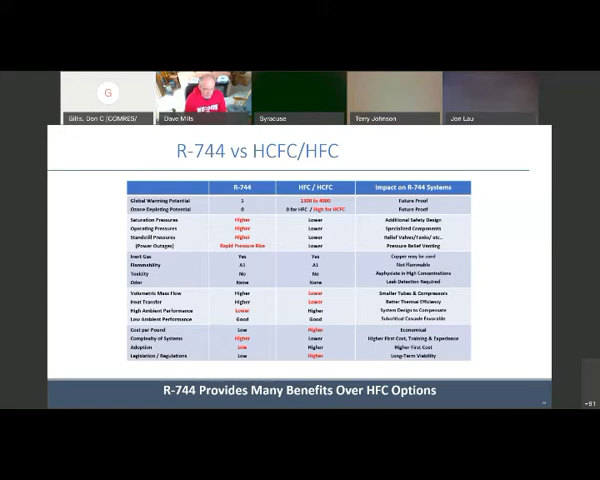 G
Gillis, Don C [COMRES/
Dave Mills
Syracuse
Terry Johnson
Jon Lau
R-744 vs HCFC/HFC
R-744 HFC / HCFC Impact on R-744 Systems
Global Warming Potential 1 1300 to 4000 Future Proof
Ozone Depleting Potential 0 0 for HFC / High for HCFC Future Proof
Saturation Pressures Higher Lower Additional Safety Design
Operating Pressures Higher Lower Specialized Components
Standstill Pressures Higher Lower Relief Valves/Tanks/ etc..
(Power Outages) Rapid Pressure Rise Lower Pressure Relief Venting
Inert Gas Yes Yes Copper may be used
Flammability A1 A1 Not Flammable
Toxicity No No Asphyxiate in High Concentrations
Odor None None Leak Detection Required
Volumetric Mass Flow Higher Lower Smaller Tubes & Compressors
Heat Transfer Higher Lower Better Thermal Efficiency
High Ambient Performance Lower Higher System Design to Compensate
Low Ambient Performance Good Good Subcritical Cascade Favorable
Cost per Pound Low Higher Economical
Complexity of Systems Higher Lower Higher First Cost, Training & Experience
Adoption Low Higher Higher First Cost
Legislation / Regulations Low Higher Long-Term Viability
R-744 Provides Many Benefits Over HFC Options
+91